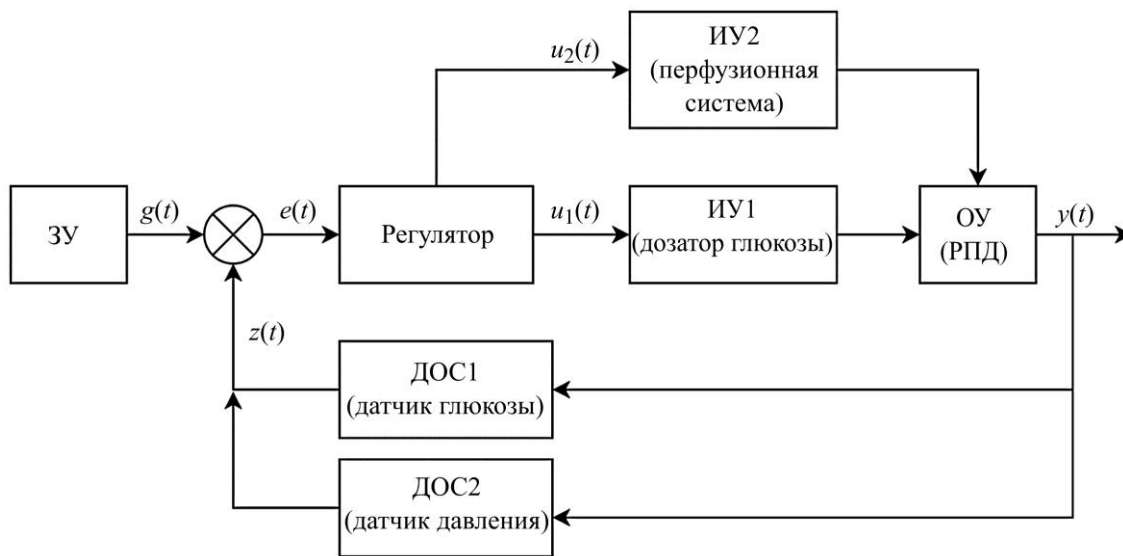 ИУ2
(перфузионная
система)
u₂(t)
ЗУ
g(t)
e(t)
Регулятор
u₁(t)
ИУ1
(дозатор глюкозы)
ОУ
(РПД)
y(t)
z(t)
ДОС1
(датчик глюкозы)
ДОС2
(датчик давления)